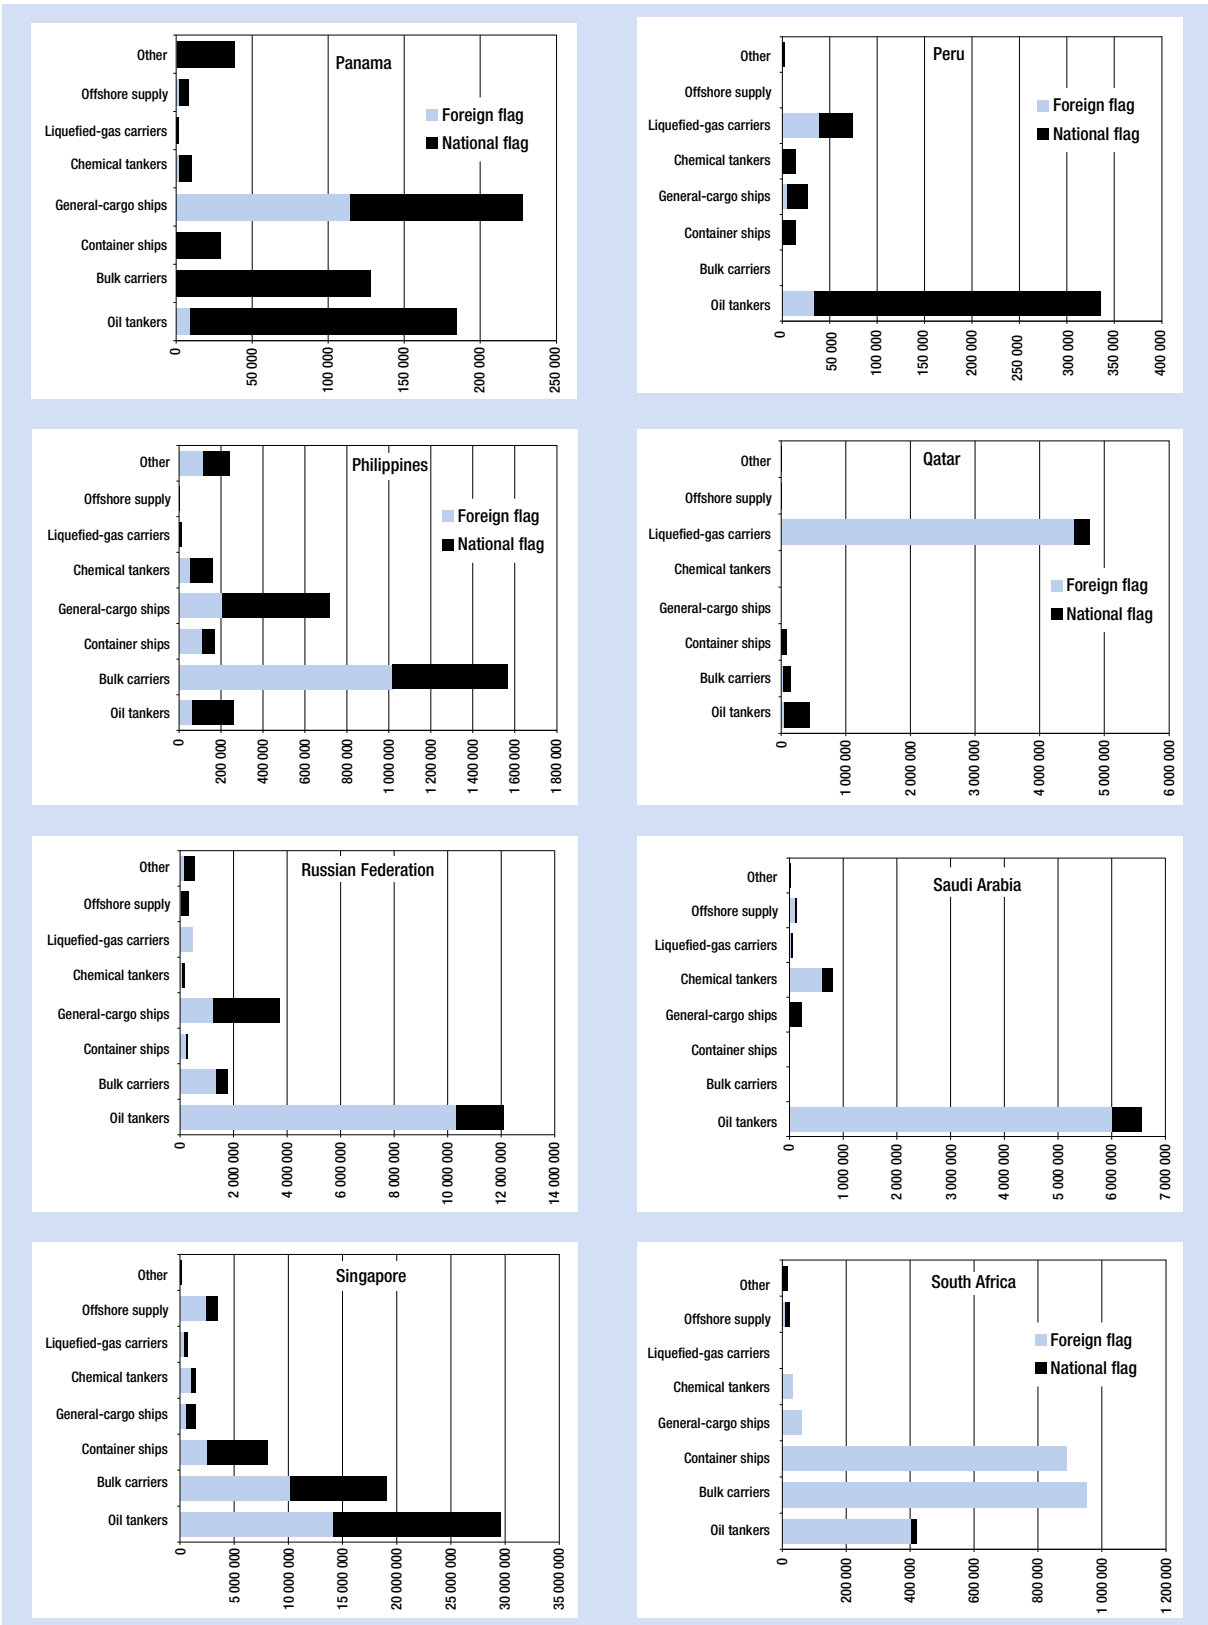 Panama
Other
Offshore supply
Liquefied-gas carriers
Chemical tankers
General-cargo ships
Container ships
Bulk carriers
Oil tankers
Foreign flag
National flag
0
50 000
100 000
150 000
200 000
250 000
Peru
Other
Offshore supply
Liquefied-gas carriers
Chemical tankers
General-cargo ships
Container ships
Bulk carriers
Oil tankers
Foreign flag
National flag
0
50 000
100 000
150 000
200 000
250 000
300 000
350 000
400 000
Philippines
Other
Offshore supply
Liquefied-gas carriers
Chemical tankers
General-cargo ships
Container ships
Bulk carriers
Oil tankers
Foreign flag
National flag
0
200 000
400 000
600 000
800 000
1 000 000
1 200 000
1 400 000
1 600 000
1 800 000
Qatar
Other
Offshore supply
Liquefied-gas carriers
Chemical tankers
General-cargo ships
Container ships
Bulk carriers
Oil tankers
Foreign flag
National flag
0
1 000 000
2 000 000
3 000 000
4 000 000
5 000 000
6 000 000
Russian Federation
Other
Offshore supply
Liquefied-gas carriers
Chemical tankers
General-cargo ships
Container ships
Bulk carriers
Oil tankers
0
2 000 000
4 000 000
6 000 000
8 000 000
10 000 000
12 000 000
14 000 000
Saudi Arabia
Other
Offshore supply
Liquefied-gas carriers
Chemical tankers
General-cargo ships
Container ships
Bulk carriers
Oil tankers
0
1 000 000
2 000 000
3 000 000
4 000 000
5 000 000
6 000 000
7 000 000
Singapore
Other
Offshore supply
Liquefied-gas carriers
Chemical tankers
General-cargo ships
Container ships
Bulk carriers
Oil tankers
0
5 000 000
10 000 000
15 000 000
20 000 000
25 000 000
30 000 000
35 000 000
South Africa
Other
Offshore supply
Liquefied-gas carriers
Chemical tankers
General-cargo ships
Container ships
Bulk carriers
Oil tankers
Foreign flag
National flag
0
200 000
400 000
600 000
800 000
1 000 000
1 200 000